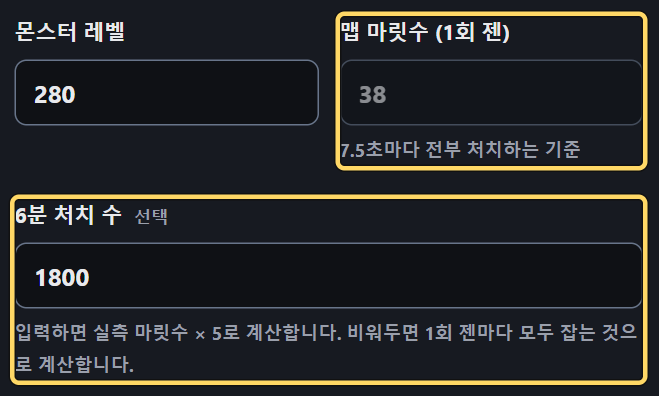 몬스터 레벨
맵 마릿수 (1회 젠)
280
38
7.5초마다 전부 처치하는 기준
6분 처치 수 선택
1800
입력하면 실측 마릿수 × 5로 계산합니다. 비워두면 1회 젠마다 모두 잡는 것으
로 계산합니다.